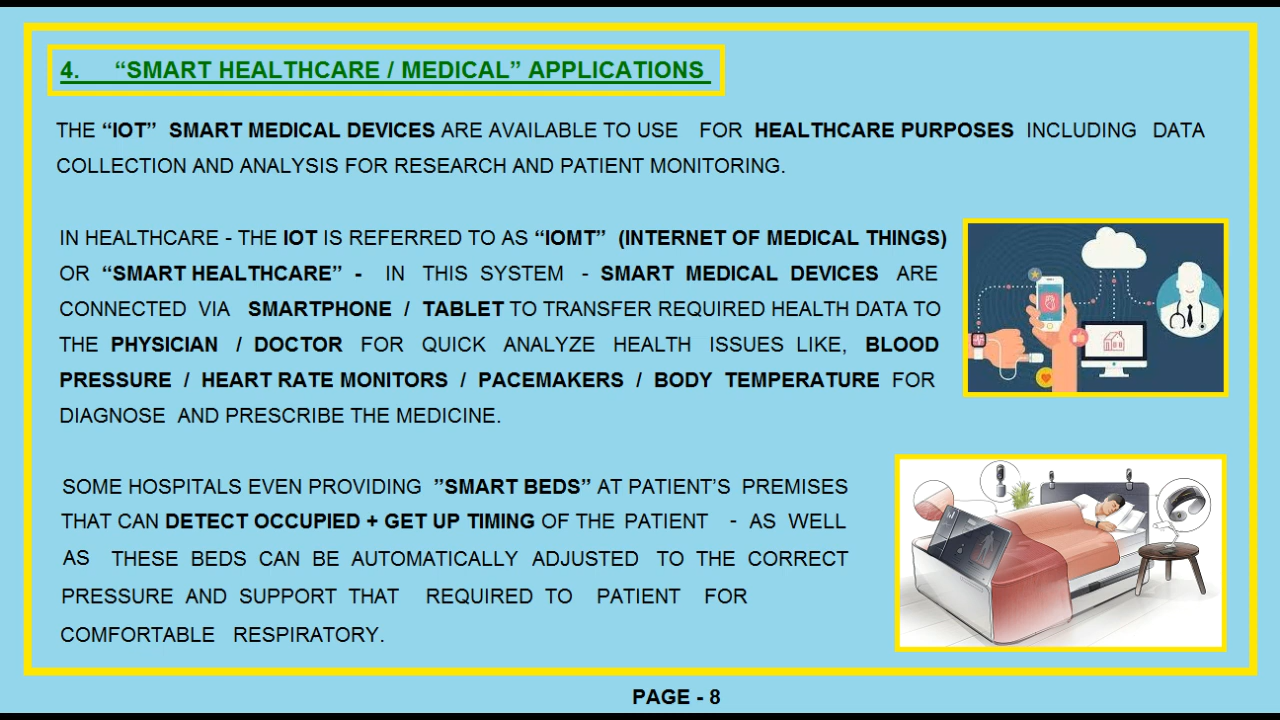 4. “SMART HEALTHCARE / MEDICAL” APPLICATIONS
THE “IOT” SMART MEDICAL DEVICES ARE AVAILABLE TO USE FOR HEALTHCARE PURPOSES INCLUDING DATA
COLLECTION AND ANALYSIS FOR RESEARCH AND PATIENT MONITORING.
IN HEALTHCARE - THE IOT IS REFERRED TO AS “IOMT” (INTERNET OF MEDICAL THINGS)
OR “SMART HEALTHCARE” - IN THIS SYSTEM - SMART MEDICAL DEVICES ARE
CONNECTED VIA SMARTPHONE / TABLET TO TRANSFER REQUIRED HEALTH DATA TO
THE PHYSICIAN / DOCTOR FOR QUICK ANALYZE HEALTH ISSUES LIKE, BLOOD
PRESSURE / HEART RATE MONITORS / PACEMAKERS / BODY TEMPERATURE FOR
DIAGNOSE AND PRESCRIBE THE MEDICINE.
SOME HOSPITALS EVEN PROVIDING ”SMART BEDS” AT PATIENT’S PREMISES
THAT CAN DETECT OCCUPIED + GET UP TIMING OF THE PATIENT - AS WELL
AS THESE BEDS CAN BE AUTOMATICALLY ADJUSTED TO THE CORRECT
PRESSURE AND SUPPORT THAT REQUIRED TO PATIENT FOR
COMFORTABLE RESPIRATORY.
PAGE - 8